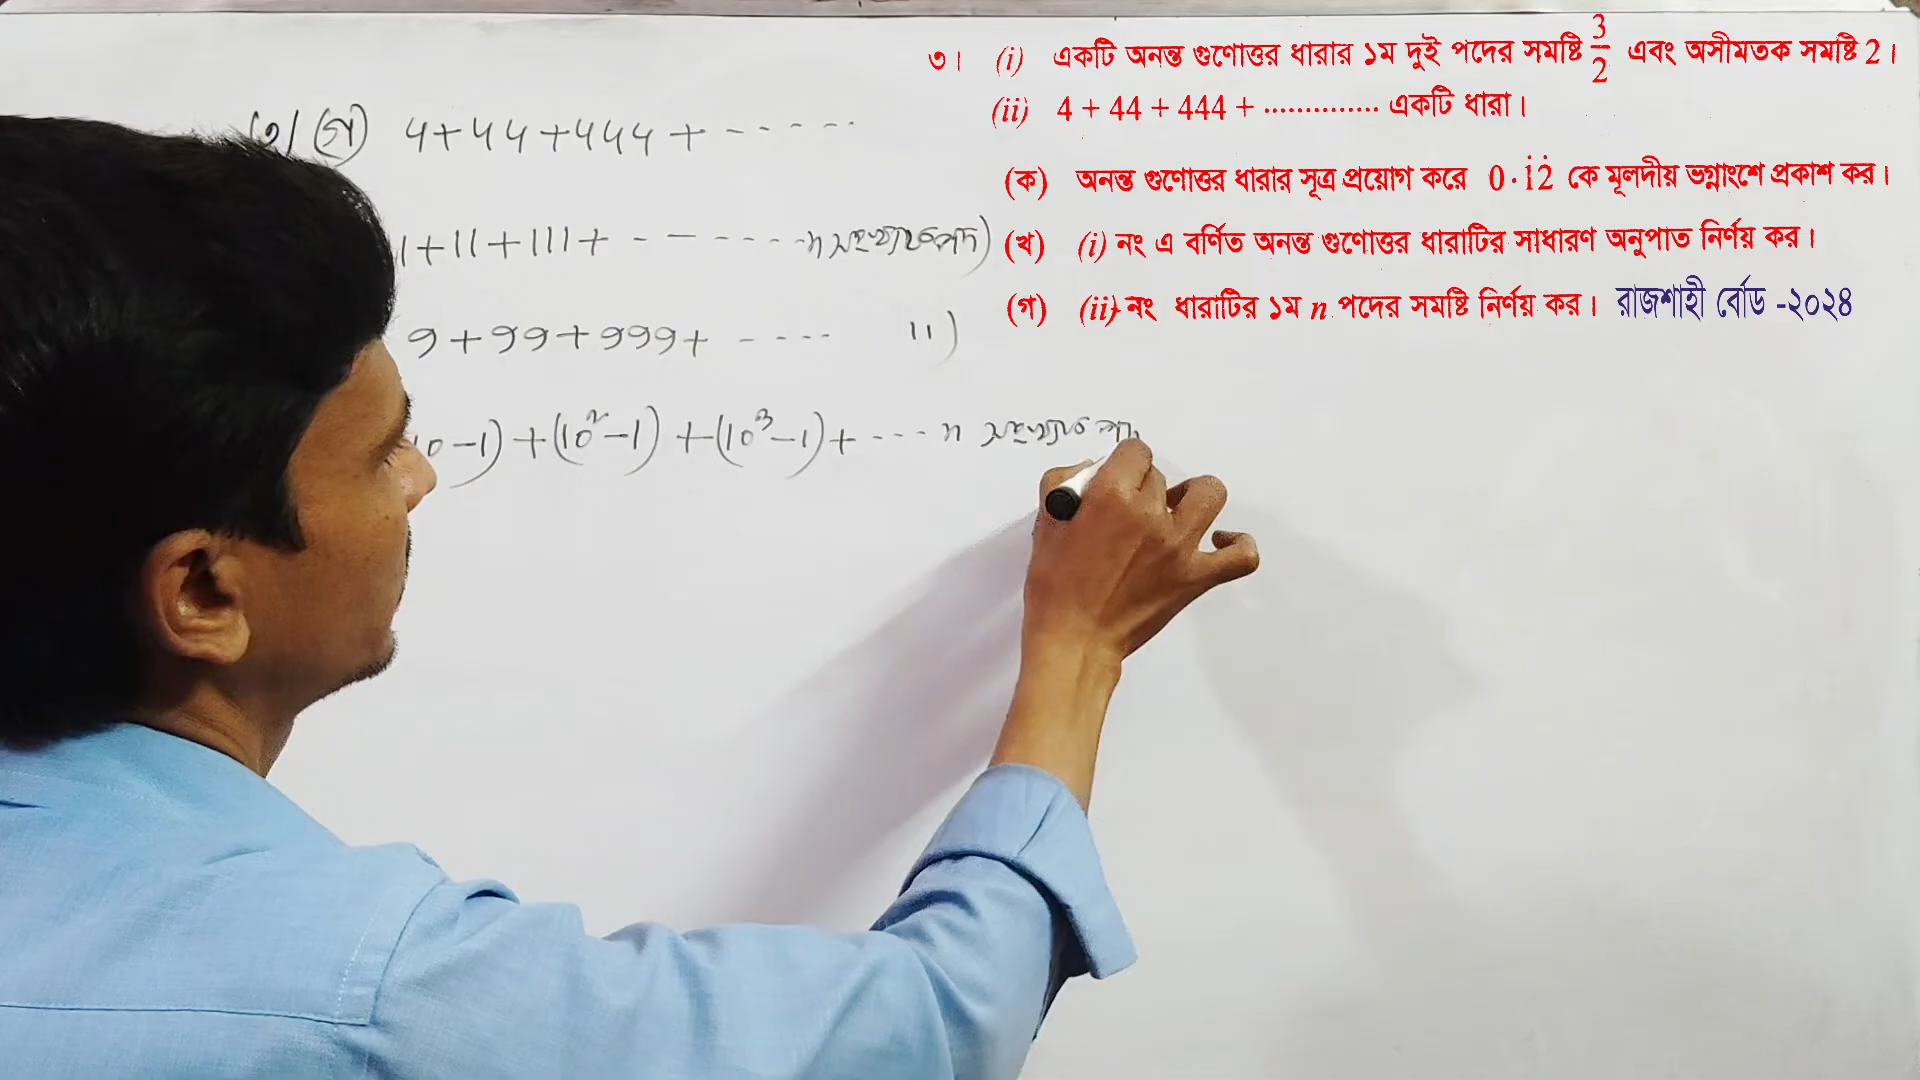 ৩। (i) একটি অনন্ত গুণোত্তর ধারার ১ম দুই পদের সমষ্টি 3/2 এবং অসীমতক সমষ্টি 2।
(ii) 4 + 44 + 444 + .............. একটি ধারা।
(ক) অনন্ত গুণোত্তর ধারার সূত্র প্রয়োগ করে 0·1̇2̇ কে মূলদীয় ভগ্নাংশে প্রকাশ কর।
(খ) (i) নং এ বর্ণিত অনন্ত গুণোত্তর ধারাটির সাধারণ অনুপাত নির্ণয় কর।
(গ) (ii) নং ধারাটির ১ম n পদের সমষ্টি নির্ণয় কর। রাজশাহী বোর্ড -২০২৪
(গ) 4+44+444+ - - - - -
1+11+111+ - - - - - - n সংখ্যক পদ)
9+99+999+ - - - - 11)
10-1)+(10²-1)+(10³-1)+ ---- n সংখ্যক পদ